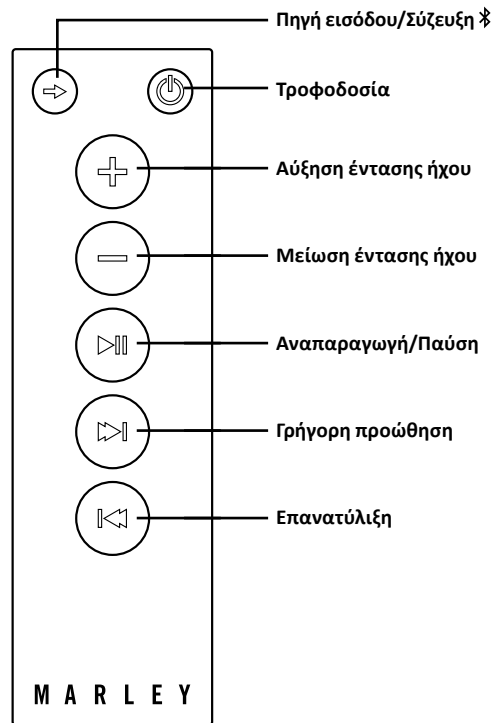 Πηγή εισόδου/Σύζευξη
Τροφοδοσία
Αύξηση έντασης ήχου
Μείωση έντασης ήχου
Αναπαραγωγή/Παύση
Γρήγορη προώθηση
Επανατύλιξη
MARLEY